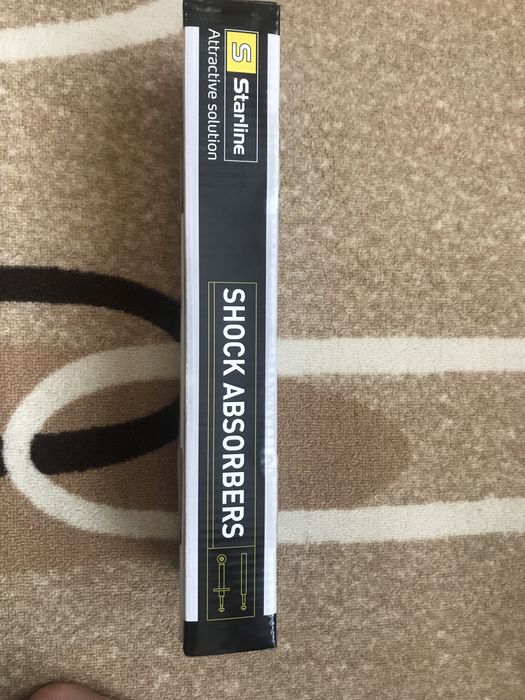 S Starline
Attractive solution
SHOCK ABSORBERS